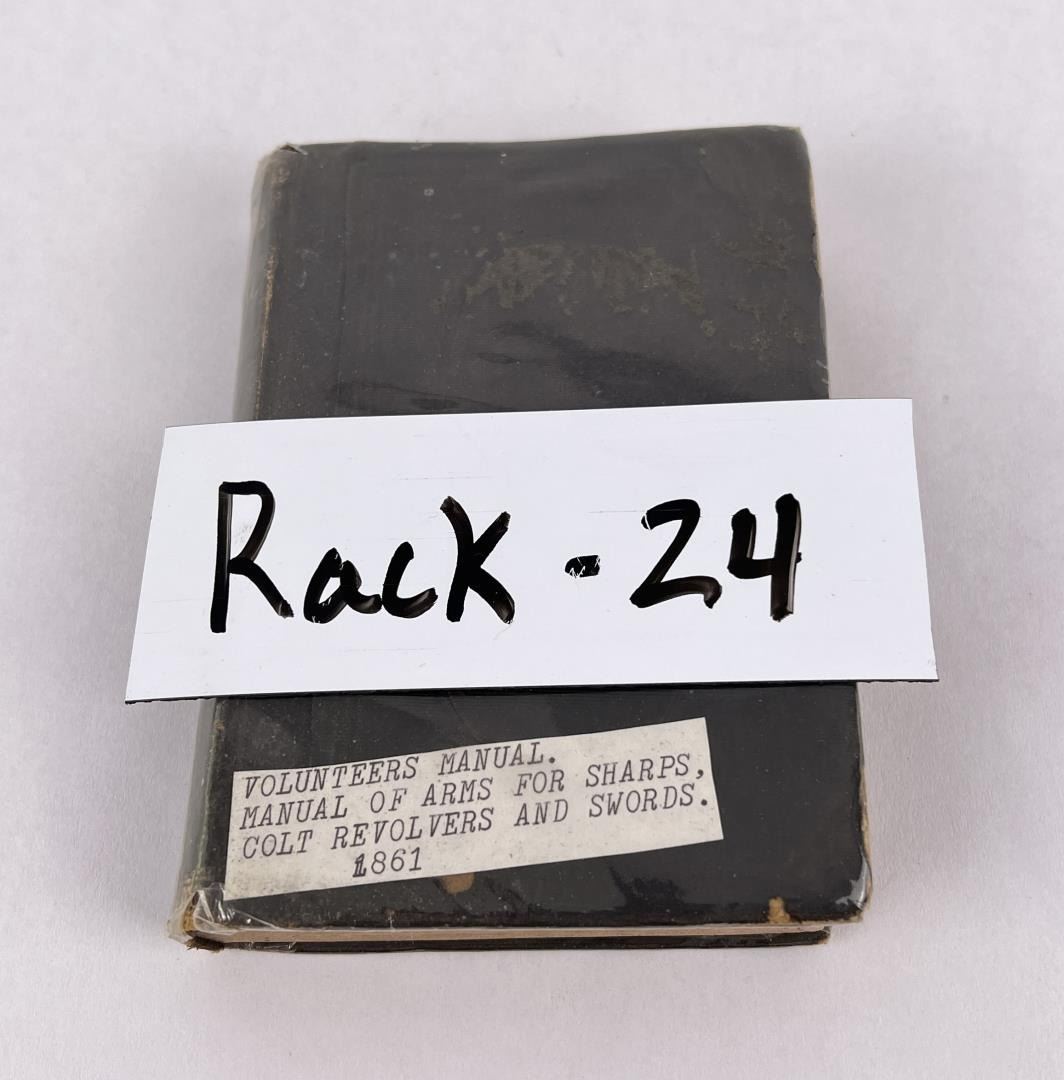 Rack - 24
VOLUNTEERS MANUAL.
MANUAL OF ARMS FOR SHARPS,
COLT REVOLVERS AND SWORDS.
1861